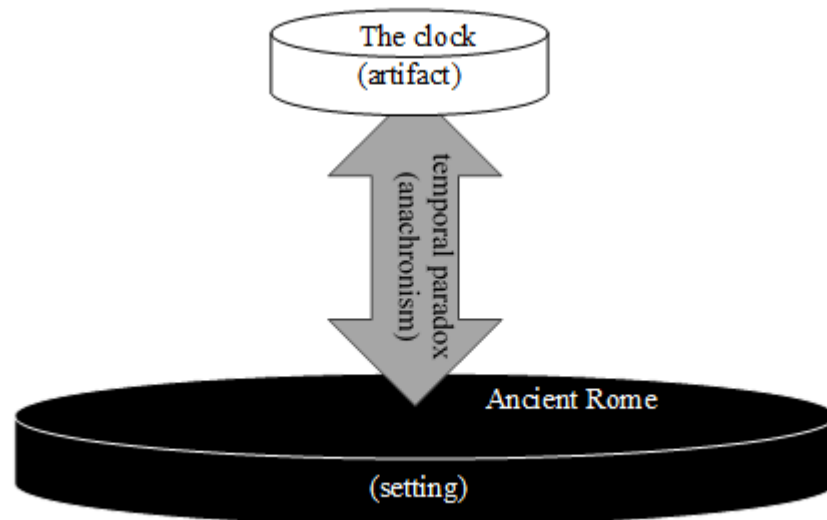 The clock
(artifact)
temporal paradox
(anachronism)
Ancient Rome
(setting)